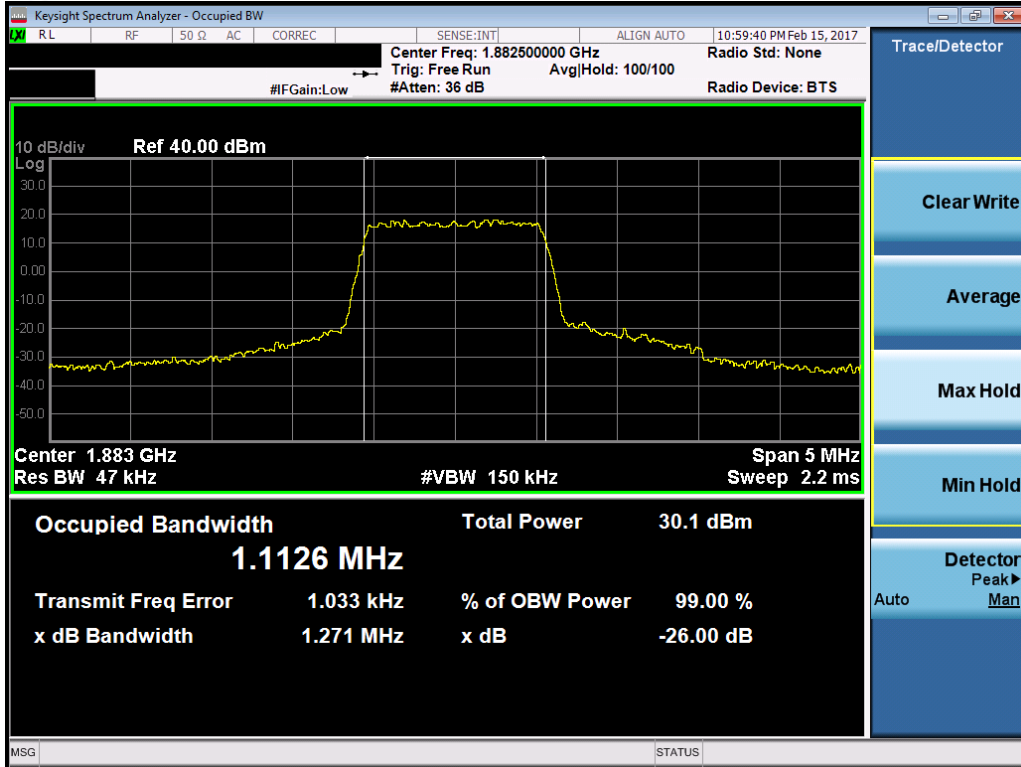 Keysight Spectrum Analyzer - Occupied BW
LXI RL RF 50 Ω AC CORREC SENSE:INT ALIGN AUTO 10:59:40 PM Feb 15, 2017
Center Freq: 1.882500000 GHz Radio Std: None
Trig: Free Run Avg|Hold: 100/100
#IFGain:Low #Atten: 36 dB Radio Device: BTS
10 dB/div Ref 40.00 dBm
Log
30.0
20.0
10.0
0.00
-10.0
-20.0
-30.0
-40.0
-50.0
Center 1.883 GHz Span 5 MHz
Res BW 47 kHz #VBW 150 kHz Sweep 2.2 ms
Occupied Bandwidth Total Power 30.1 dBm
1.1126 MHz
Transmit Freq Error 1.033 kHz % of OBW Power 99.00 %
x dB Bandwidth 1.271 MHz x dB -26.00 dB
MSG STATUS
Trace/Detector
Clear Write
Average
Max Hold
Min Hold
Detector
Peak▶
Auto Man